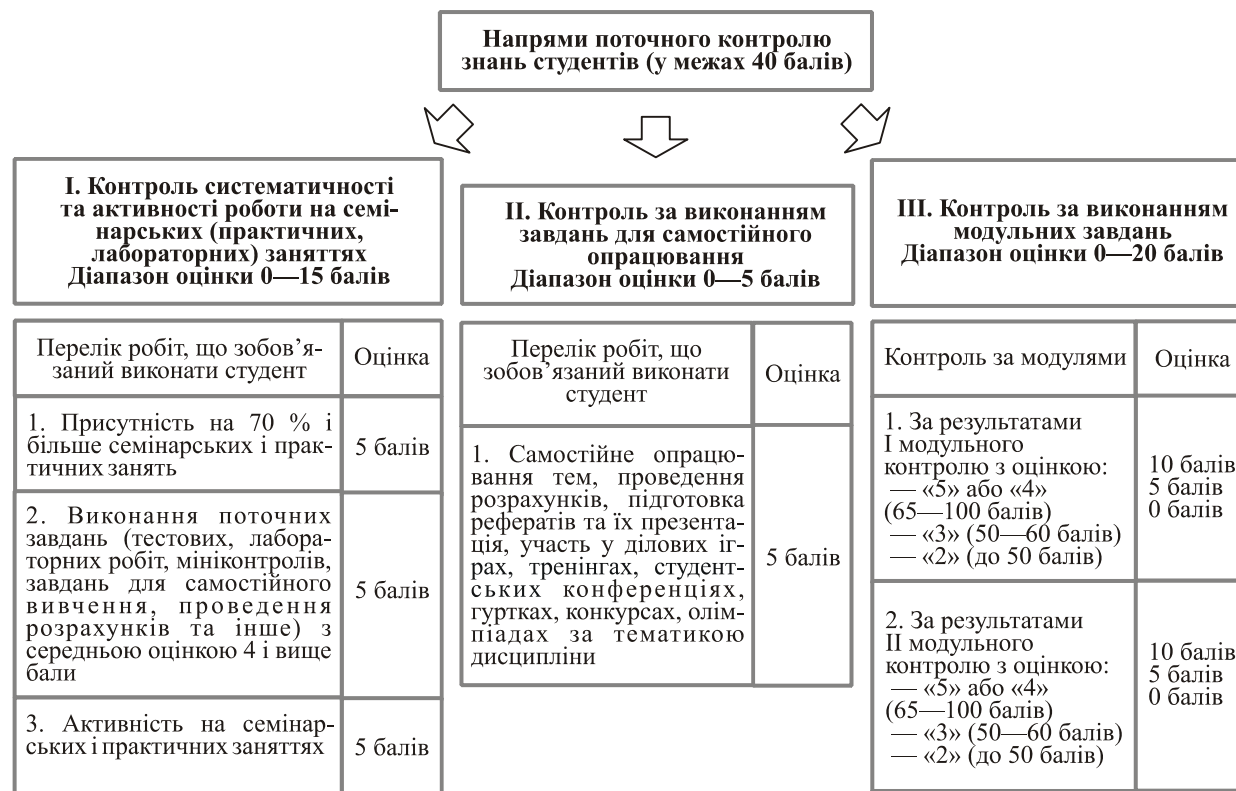 Напрями поточного контролю
знань студентів (у межах 40 балів)
І. Контроль систематичності
та активності роботи на семі-
нарських (практичних,
лабораторних) заняттях
Діапазон оцінки 0—15 балів
Перелік робіт, що зобов’я-
заний виконати студент
Оцінка
1. Присутність на 70 % і
більше семінарських і прак-
тичних занять
5 балів
2. Виконання поточних
завдань (тестових, лабора-
торних робіт, мініконтролів,
завдань для самостійного
вивчення, проведення
розрахунків та інше) з
середньою оцінкою 4 і вище
бали
5 балів
3. Активність на семінар-
ських і практичних заняттях
5 балів
ІІ. Контроль за виконанням
завдань для самостійного
опрацювання
Діапазон оцінки 0—5 балів
Перелік робіт, що
зобов’язаний виконати
студент
Оцінка
1. Самостійне опрацю-
вання тем, проведення
розрахунків, підготовка
рефератів та їх презента-
ція, участь у ділових іг-
рах, тренінгах, студент-
ських конференціях,
гуртках, конкурсах, олім-
піадах за тематикою
дисципліни
5 балів
ІІІ. Контроль за виконанням
модульних завдань
Діапазон оцінки 0—20 балів
Контроль за модулями
Оцінка
1. За результатами
І модульного
контролю з оцінкою:
— «5» або «4»
(65—100 балів)
— «3» (50—60 балів)
— «2» (до 50 балів)
10 балів
5 балів
0 балів
2. За результатами
ІІ модульного
контролю з оцінкою:
— «5» або «4»
(65—100 балів)
— «3» (50—60 балів)
— «2» (до 50 балів)
10 балів
5 балів
0 балів